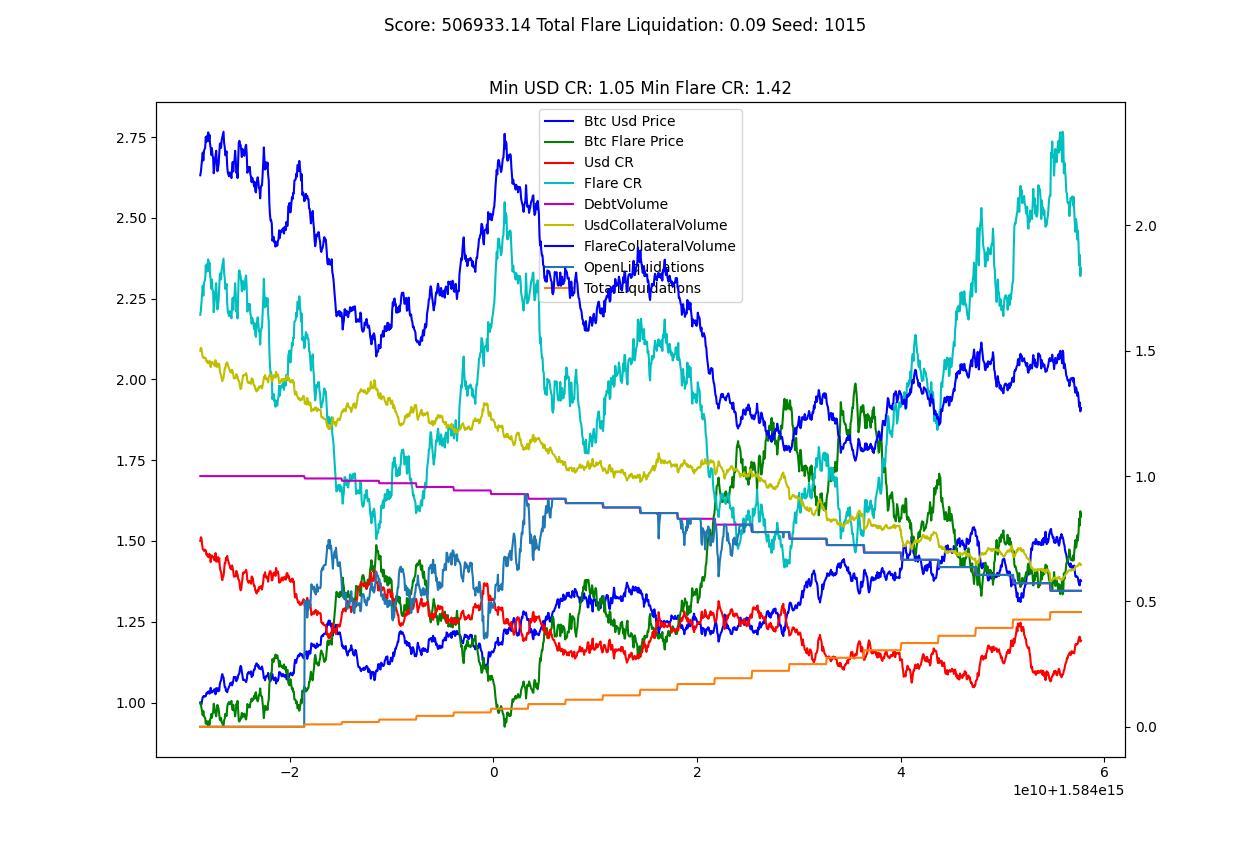 Score: 506933.14 Total Flare Liquidation: 0.09 Seed: 1015
Min USD CR: 1.05 Min Flare CR: 1.42
Btc Usd Price
Btc Flare Price
Usd CR
Flare CR
DebtVolume
UsdCollateralVolume
FlareCollateralVolume
OpenLiquidations
TotalLiquidations
2.75
2.50
2.25
2.00
1.75
1.50
1.25
1.00
2.0
1.5
1.0
0.5
0.0
−2
0
2
4
6
1e10+1.584e15